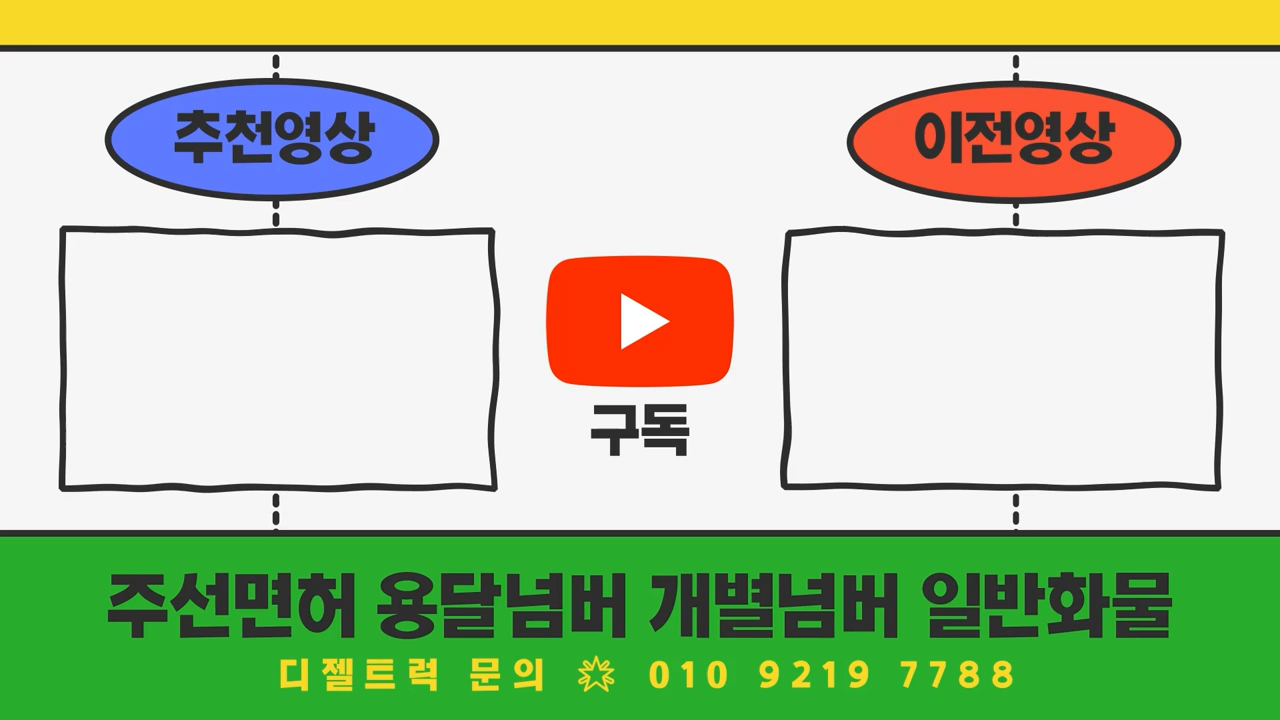 추천영상
이전영상
구독
주선면허 용달넘버 개별넘버 일반화물
디젤트럭 문의 010 9219 7788